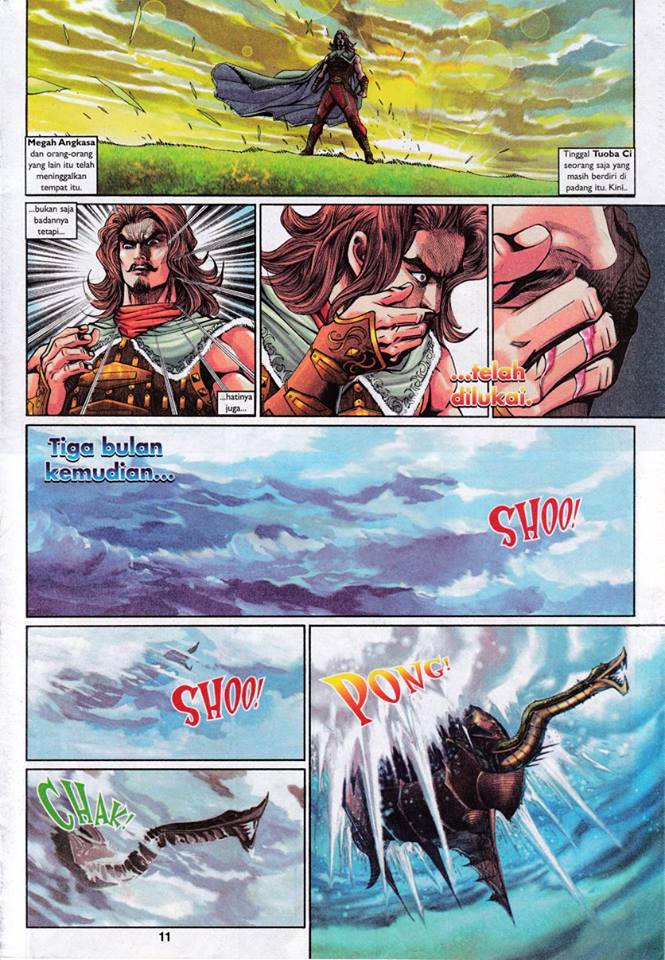 Megah Angkasa
dan orang-orang
yang lain itu telah
meninggalkan
tempat itu.
Tinggal Tuoba Ci
seorang saja yang
masih berdiri di
padang itu. Kini..
...bukan saja
badannya
tetapi...
...hatinya
juga...
...telah
dilukai.
Tiga bulan
kemudian...
SHOO!
SHOO!
CHAK!
PONG!
11